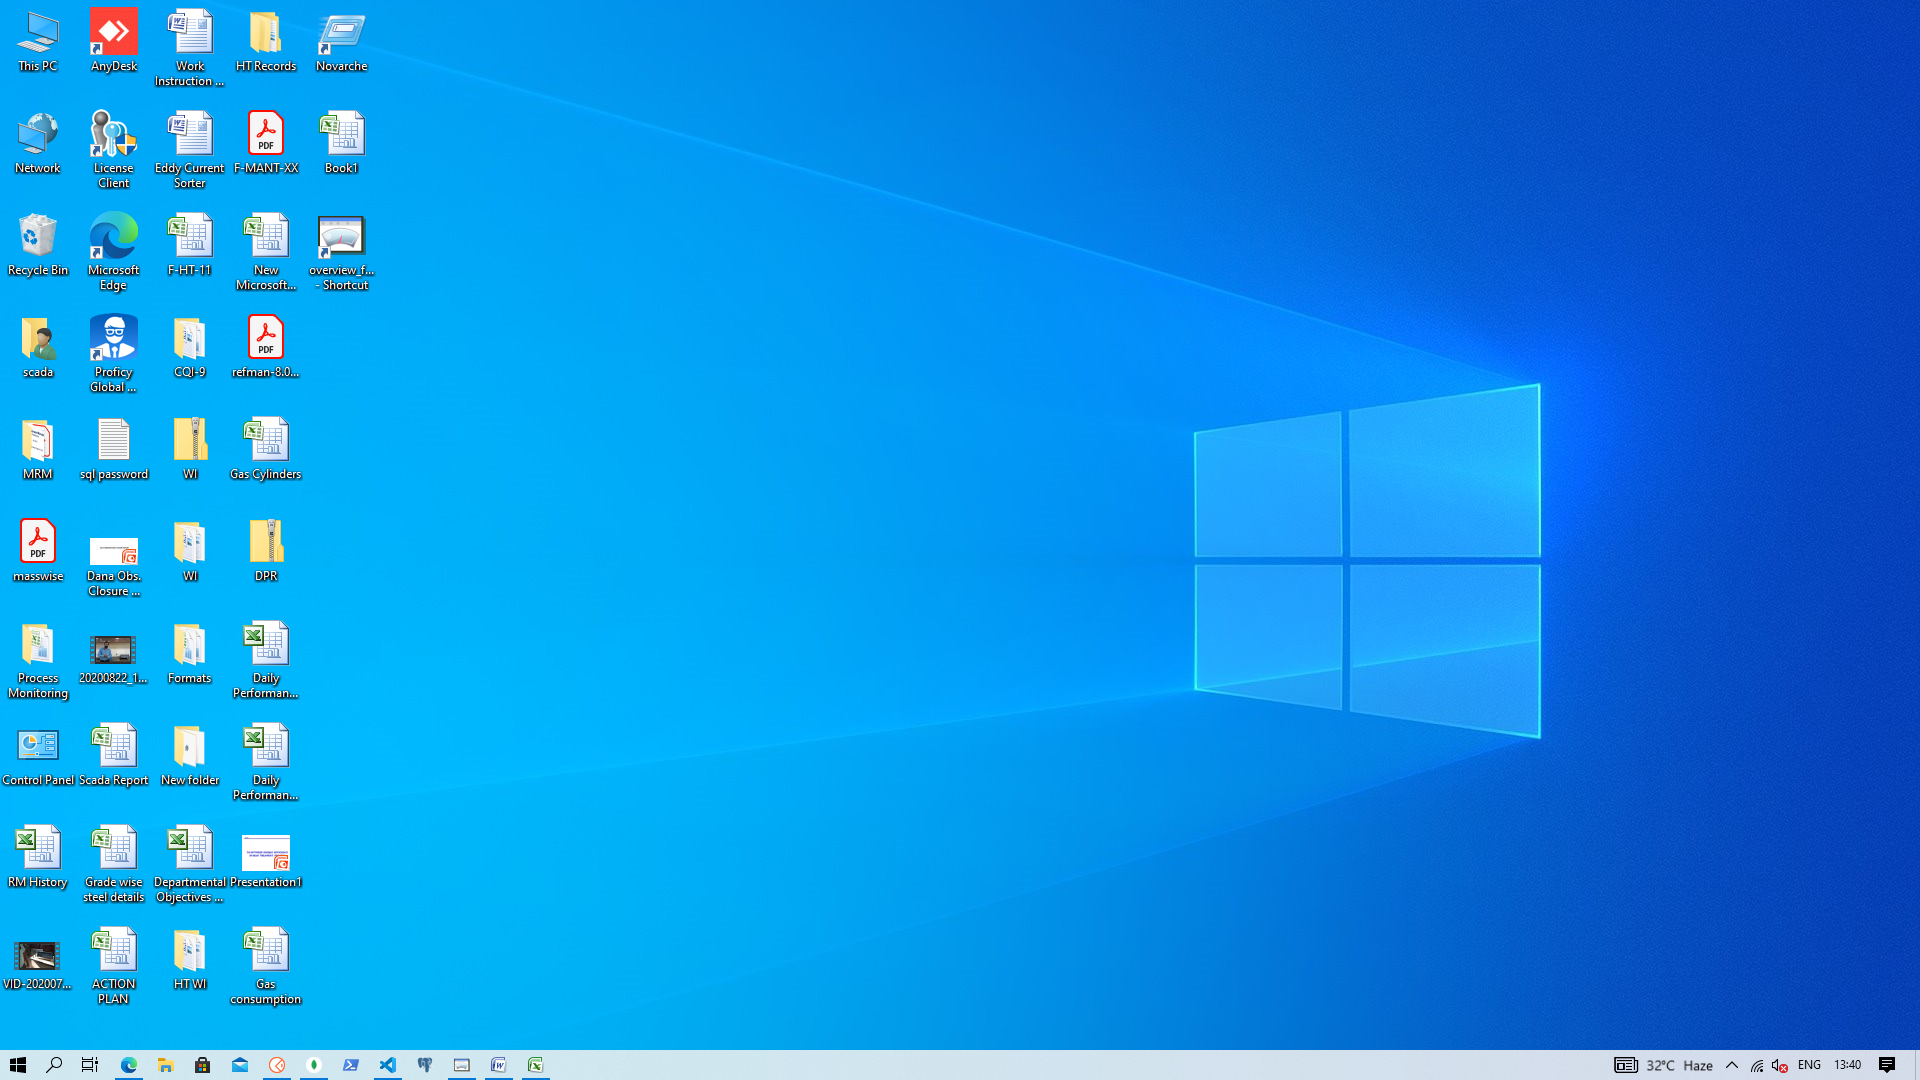 This PC
AnyDesk
Work
Instruction ...
HT Records
Novarche
Network
License
Client
Eddy Current
Sorter
F-MANT-XX
Book1
Recycle Bin
Microsoft
Edge
F-HT-11
New
Microsoft...
overview_f...
- Shortcut
scada
Proficy
Global ...
CQI-9
refman-8.0...
MRM
sql password
WI
Gas Cylinders
masswise
Dana Obs.
Closure ...
WI
DPR
Process
Monitoring
20200822_1...
Formats
Daily
Performan...
Control Panel
Scada Report
New folder
Daily
Performan...
RM History
Grade wise
steel details
Departmental
Objectives ...
Presentation1
VID-202007...
ACTION
PLAN
HT WI
Gas
consumption
PDF
PDF
PDF
32°C Haze
ENG
13:40